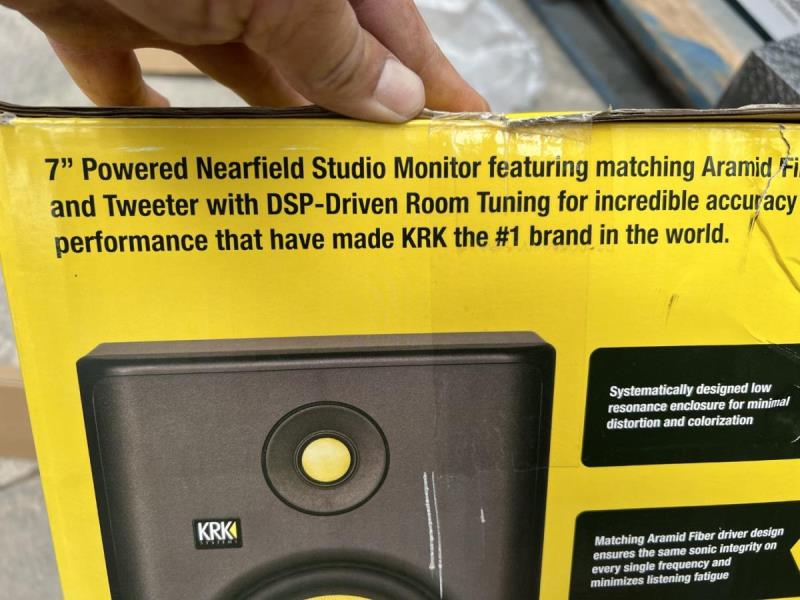 7” Powered Nearfield Studio Monitor featuring matching Aramid
and Tweeter with DSP-Driven Room Tuning for incredible accuracy
performance that have made KRK the #1 brand in the world.
Systematically designed low
resonance enclosure for minimal
distortion and colorization
KRK
SYSTEMS
Matching Aramid Fiber driver design
ensures the same sonic integrity on
every single frequency and
minimizes listening fatigue